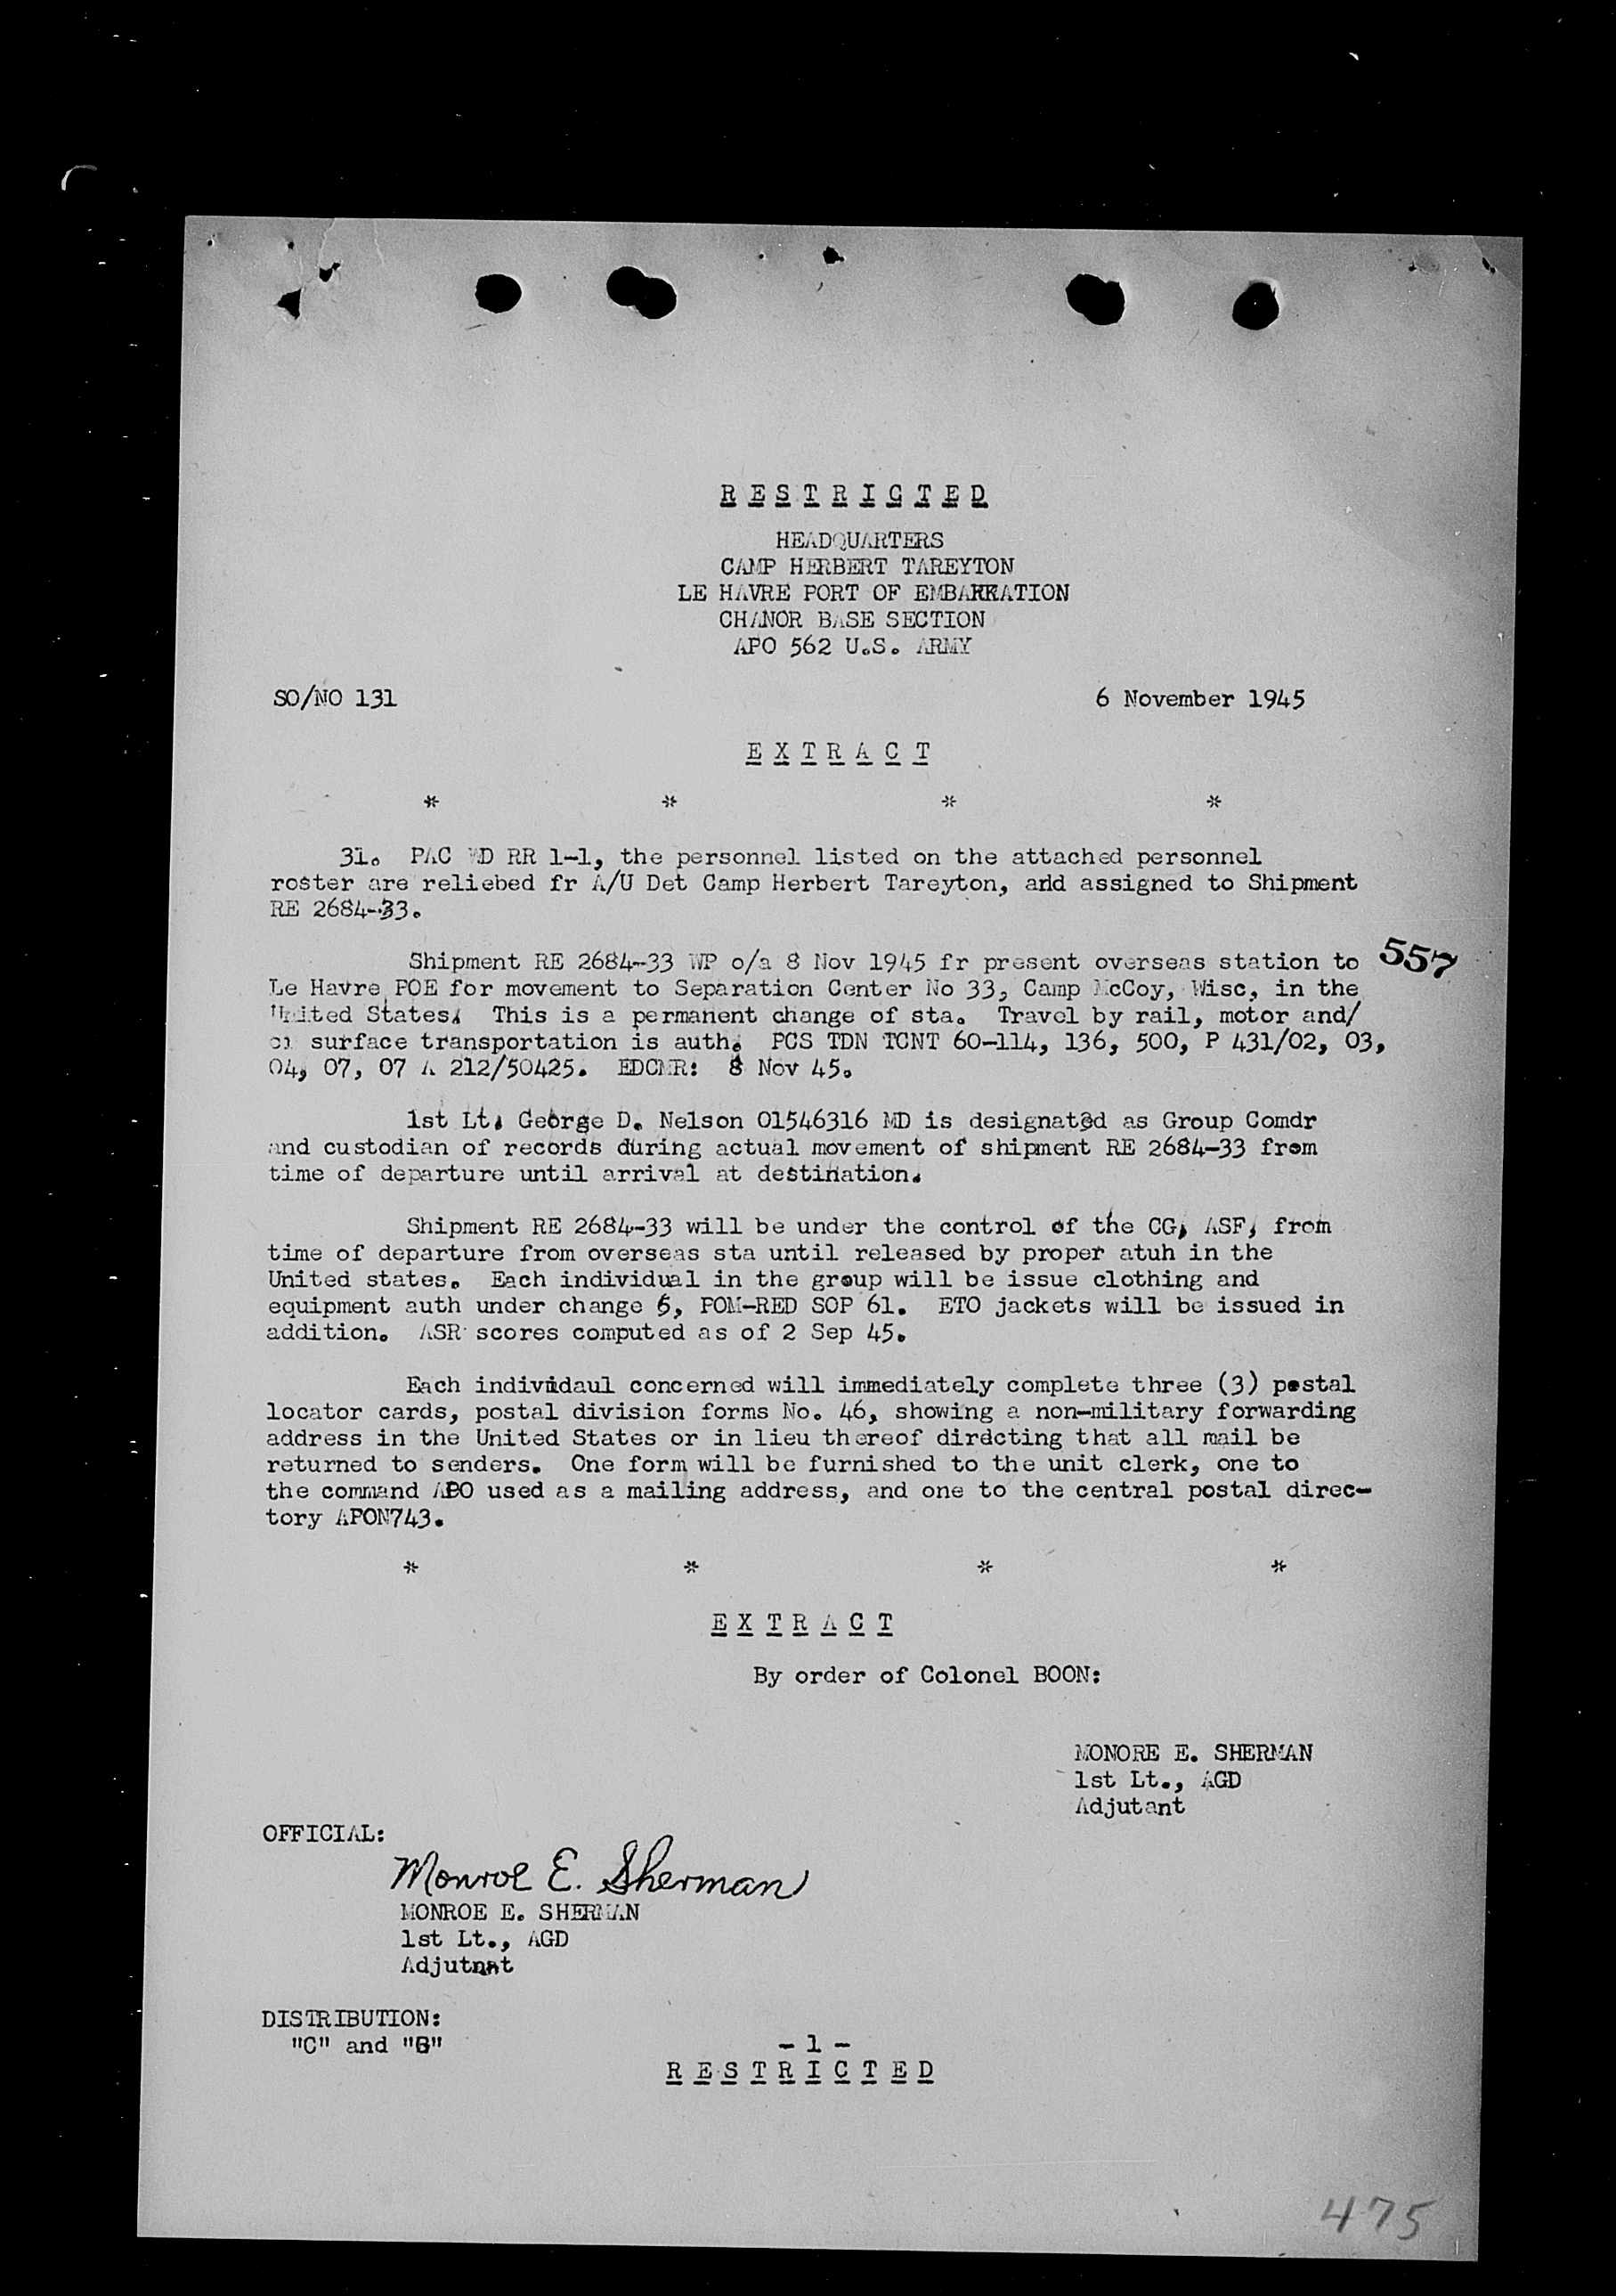 RESTRICTED
HEADQUARTERS
CAMP HERBERT TAREYTON
LE HAVRE PORT OF EMBARKATION
CHANOR BASE SECTION
APO 562 U.S. ARMY
SO/NO 131 6 November 1945
EXTRACT
* * * *
31. PAC WD RR 1-1, the personnel listed on the attached personnel
roster are reliebed fr A/U Det Camp Herbert Tareyton, and assigned to Shipment
RE 2684-33.
Shipment RE 2684-33 WP o/a 8 Nov 1945 fr present overseas station to 557
Le Havre POE for movement to Separation Center No 33, Camp McCoy, Wisc, in the
United States. This is a permanent change of sta. Travel by rail, motor and/
or surface transportation is auth. PCS TDN TCNT 60-114, 136, 500, P 431/02, 03,
04, 07, 07 A 212/50425. EDCMR: 8 Nov 45.
1st Lt. George D. Nelson 01546316 MD is designated as Group Comdr
and custodian of records during actual movement of shipment RE 2684-33 from
time of departure until arrival at destination.
Shipment RE 2684-33 will be under the control of the CG, ASF, from
time of departure from overseas sta until released by proper atuh in the
United states. Each individual in the group will be issue clothing and
equipment auth under change 5, POM-RED SOP 61. ETO jackets will be issued in
addition. ASR scores computed as of 2 Sep 45.
Each individaul concerned will immediately complete three (3) postal
locator cards, postal division forms No. 46, showing a non-military forwarding
address in the United States or in lieu thereof dirdcting that all mail be
returned to senders. One form will be furnished to the unit clerk, one to
the command APO used as a mailing address, and one to the central postal direc-
tory APON743.
* * * *
EXTRACT
By order of Colonel BOON:
MONORE E. SHERMAN
1st Lt., AGD
Adjutant
OFFICIAL:
Monroe E. Sherman
MONROE E. SHERMAN
1st Lt., AGD
Adjutnat
DISTRIBUTION:
"C" and "B"
-1-
RESTRICTED
475